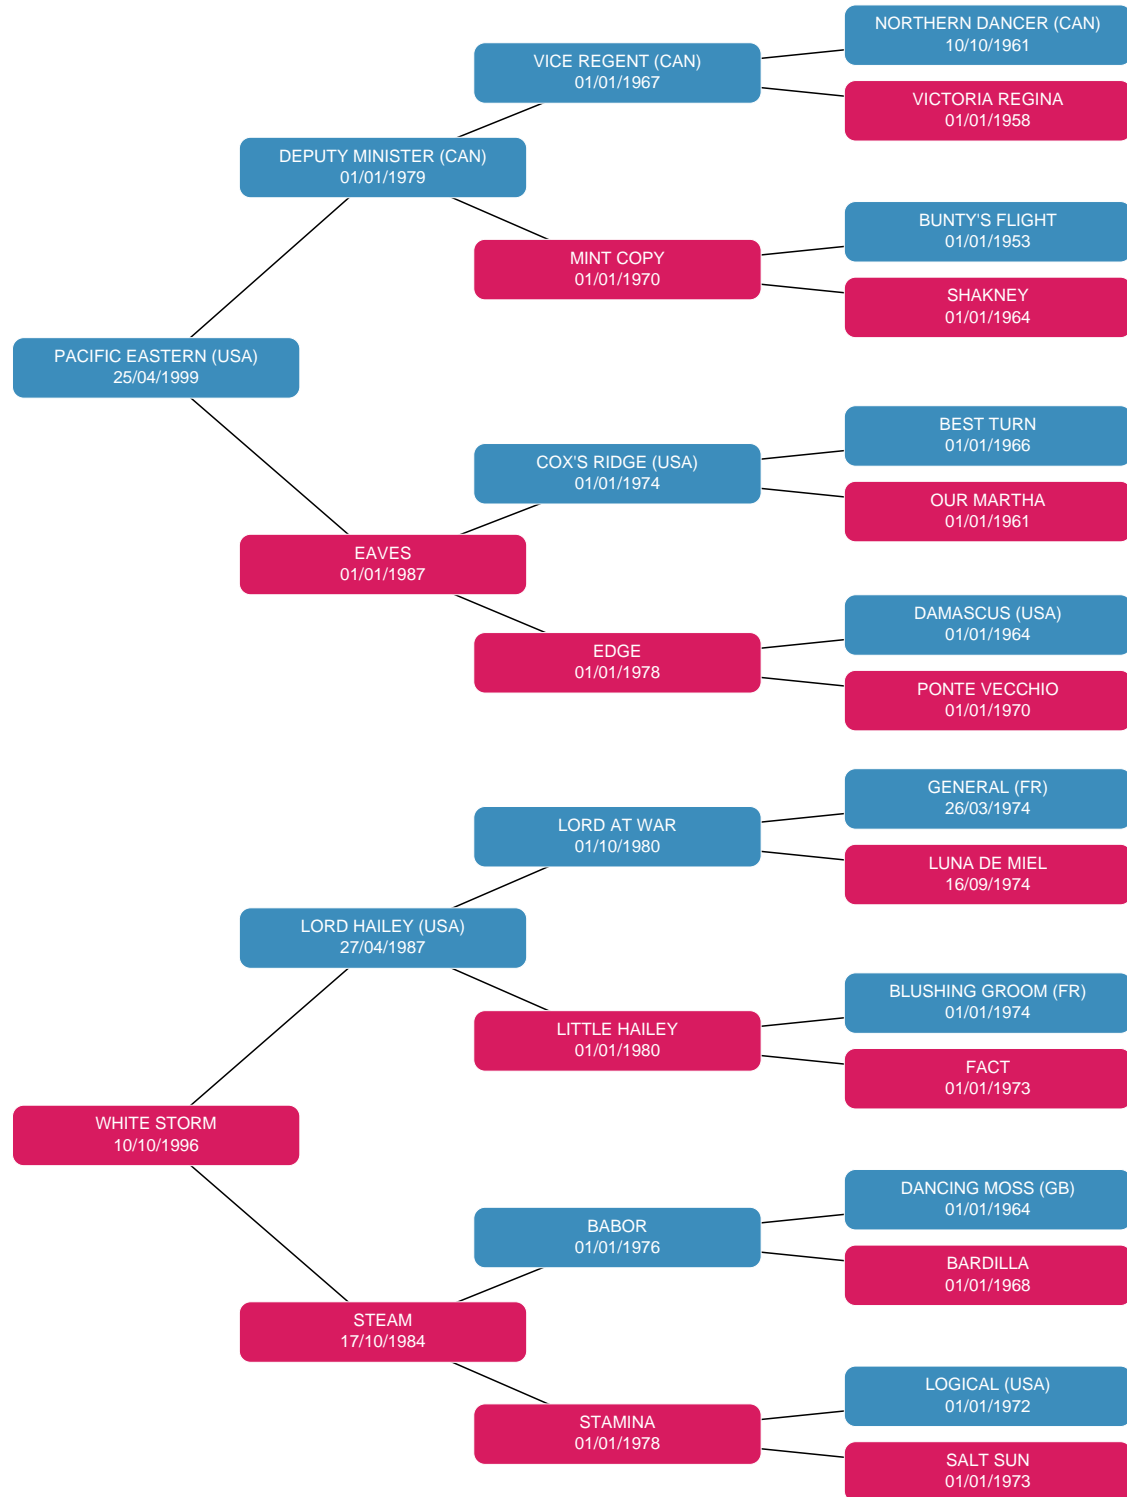 NORTHERN DANCER (CAN)
10/10/1961
VICE REGENT (CAN)
01/01/1967
VICTORIA REGINA
01/01/1958
DEPUTY MINISTER (CAN)
01/01/1979
BUNTY'S FLIGHT
01/01/1953
MINT COPY
01/01/1970
SHAKNEY
01/01/1964
PACIFIC EASTERN (USA)
25/04/1999
BEST TURN
01/01/1966
COX'S RIDGE (USA)
01/01/1974
OUR MARTHA
01/01/1961
EAVES
01/01/1987
DAMASCUS (USA)
01/01/1964
EDGE
01/01/1978
PONTE VECCHIO
01/01/1970
GENERAL (FR)
26/03/1974
LORD AT WAR
01/10/1980
LUNA DE MIEL
16/09/1974
LORD HAILEY (USA)
27/04/1987
BLUSHING GROOM (FR)
01/01/1974
LITTLE HAILEY
01/01/1980
FACT
01/01/1973
WHITE STORM
10/10/1996
DANCING MOSS (GB)
01/01/1964
BABOR
01/01/1976
BARDILLA
01/01/1968
STEAM
17/10/1984
LOGICAL (USA)
01/01/1972
STAMINA
01/01/1978
SALT SUN
01/01/1973